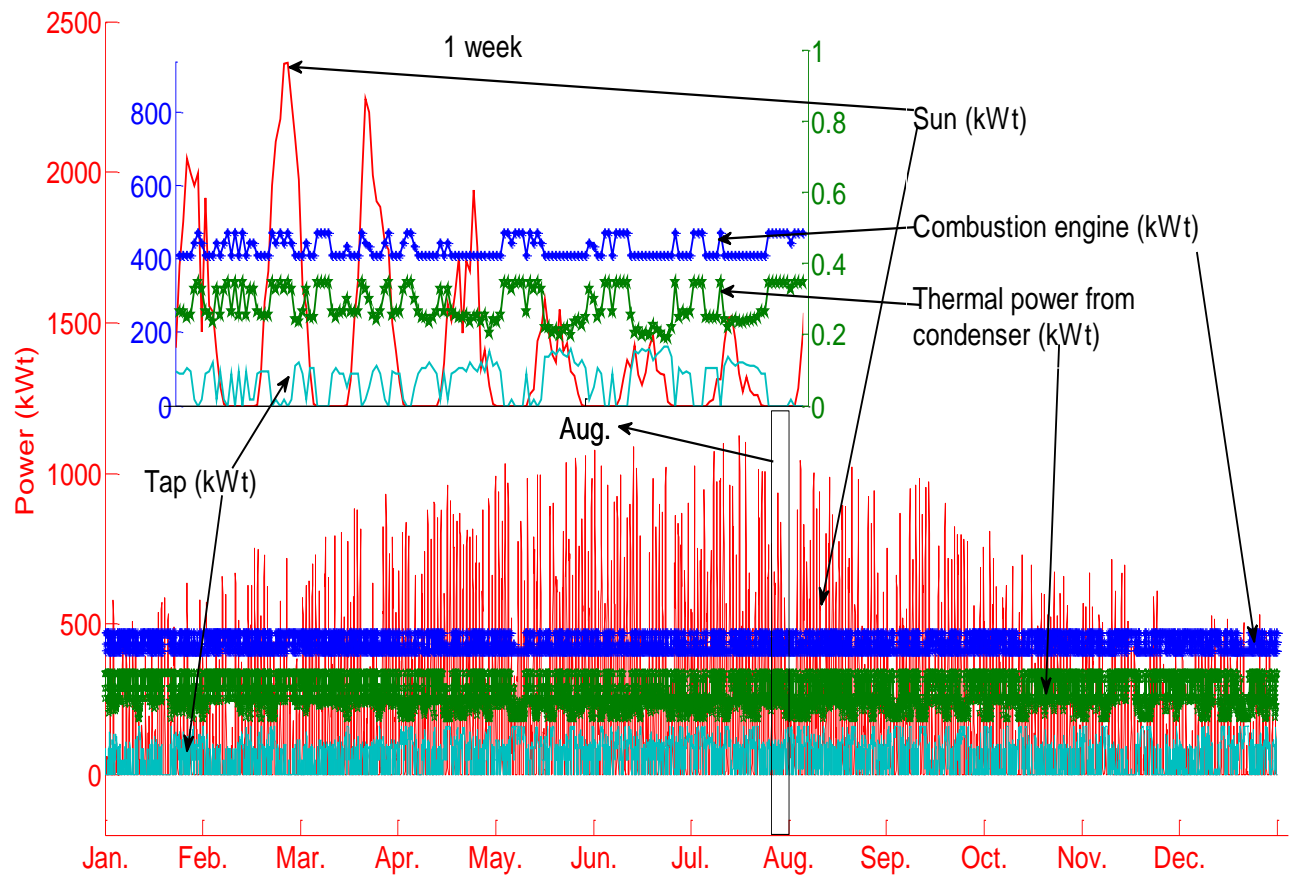 2500
1 week
1
800
0.8
Sun (kWt)
2000
600
0.6
Combustion engine (kWt)
400
0.4
Thermal power from
condenser (kWt)
1500
200
0.2
0
0
Power (kWt)
Aug.
1000
Tap (kWt)
500
0
Jan.
Feb.
Mar.
Apr.
May.
Jun.
Jul.
Aug.
Sep.
Oct.
Nov.
Dec.